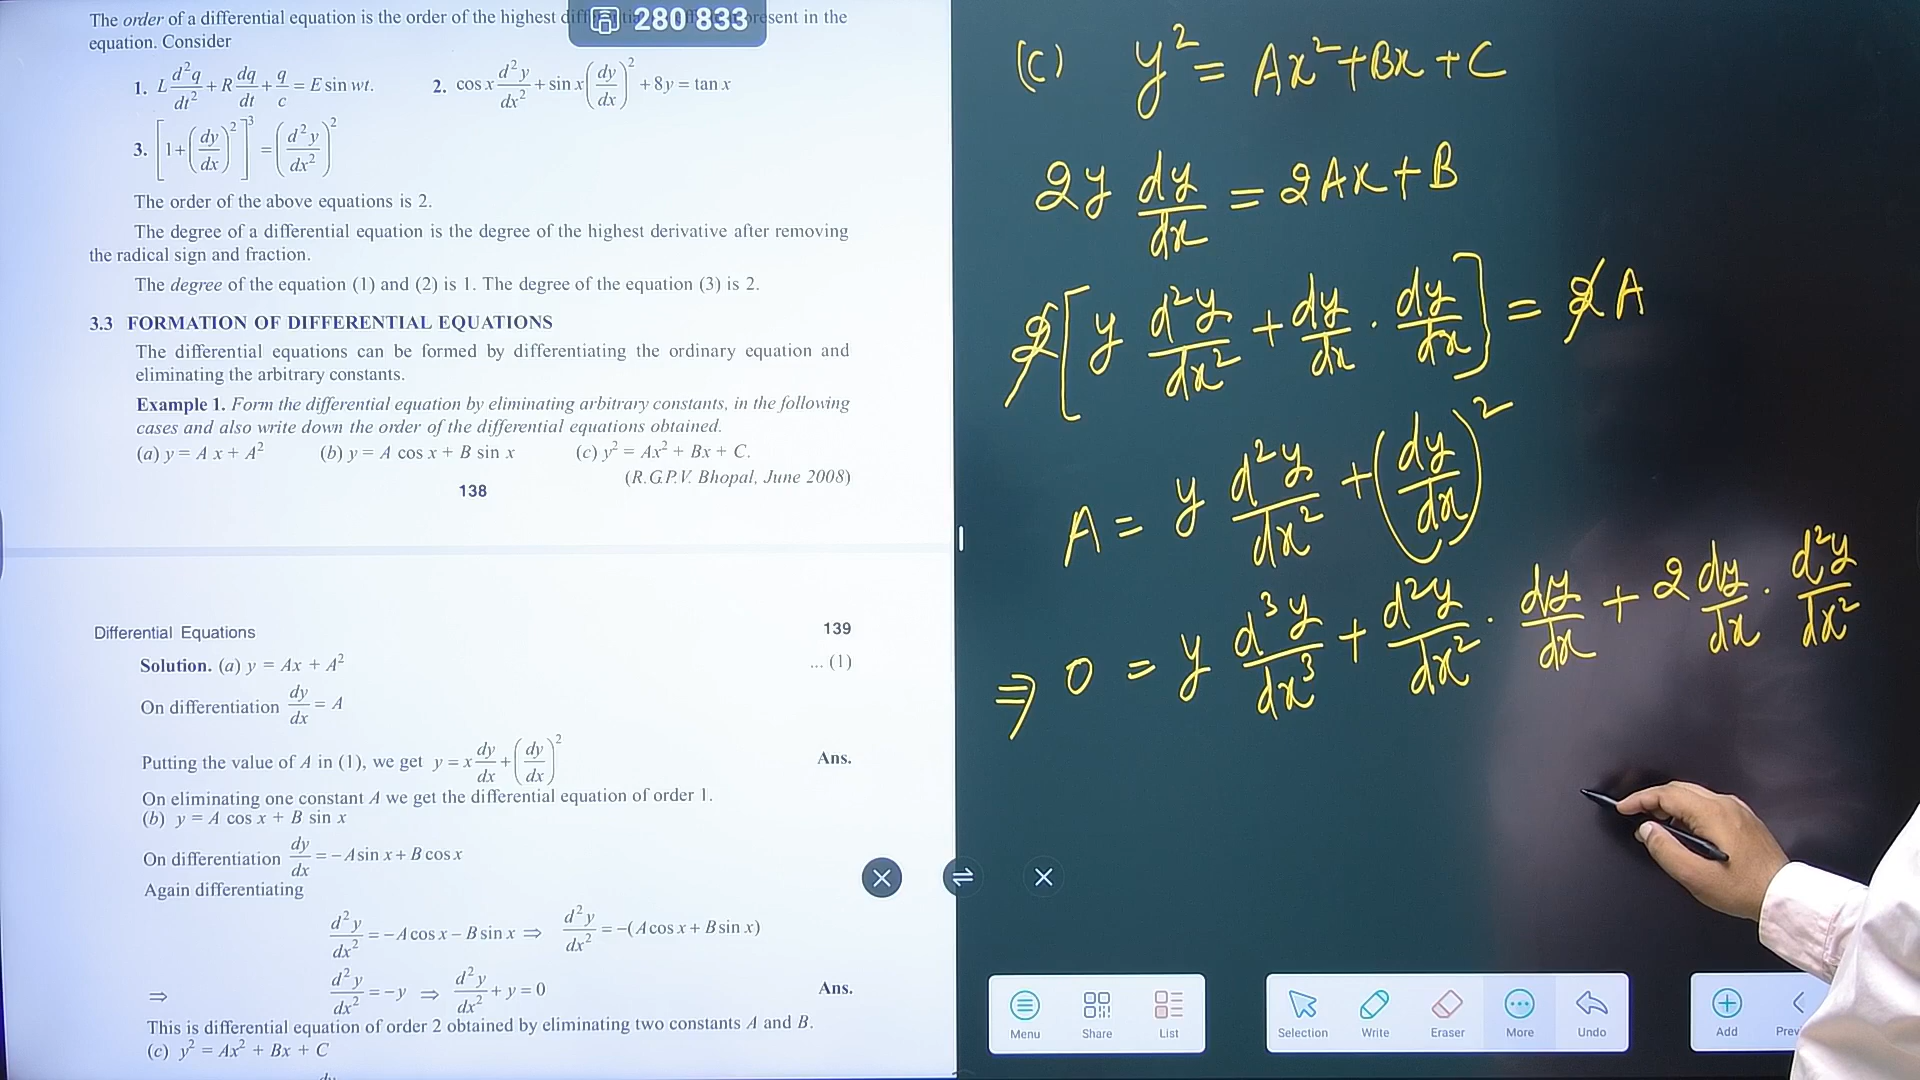 The order of a differential equation is the order of the highest present in the
280 833
equation. Consider
1. L d²q/dt² + R dq/dt + q/c = E sin wt.
2. cos x d²y/dx² + sin x (dy/dx)² + 8y = tan x
3. [1+(dy/dx)²]³ = (d²y/dx²)²
The order of the above equations is 2.
The degree of a differential equation is the degree of the highest derivative after removing
the radical sign and fraction.
The degree of the equation (1) and (2) is 1. The degree of the equation (3) is 2.
3.3 FORMATION OF DIFFERENTIAL EQUATIONS
The differential equations can be formed by differentiating the ordinary equation and
eliminating the arbitrary constants.
Example 1. Form the differential equation by eliminating arbitrary constants, in the following
cases and also write down the order of the differential equations obtained.
(a) y = A x + A² (b) y = A cos x + B sin x (c) y² = Ax² + Bx + C.
(R.G.P.V. Bhopal, June 2008)
138
Differential Equations 139
Solution. (a) y = Ax + A² ... (1)
On differentiation dy/dx = A
Putting the value of A in (1), we get y = x dy/dx + (dy/dx)² Ans.
On eliminating one constant A we get the differential equation of order 1.
(b) y = A cos x + B sin x
On differentiation dy/dx = − A sin x + B cos x
Again differentiating
d²y/dx² = − A cos x − B sin x ⇒ d²y/dx² = −(A cos x + B sin x)
⇒ d²y/dx² = −y ⇒ d²y/dx² + y = 0 Ans.
This is differential equation of order 2 obtained by eliminating two constants A and B.
(c) y² = Ax² + Bx + C
(c) y² = Ax² + Bx + C
2y dy/dx = 2Ax + B
2[y d²y/dx² + dy/dx · dy/dx] = 2A
A = y d²y/dx² + (dy/dx)²
⇒ 0 = y d³y/dx³ + d²y/dx² · dy/dx + 2 dy/dx · d²y/dx²
Menu Share List Selection Write Eraser More Undo Add Prev